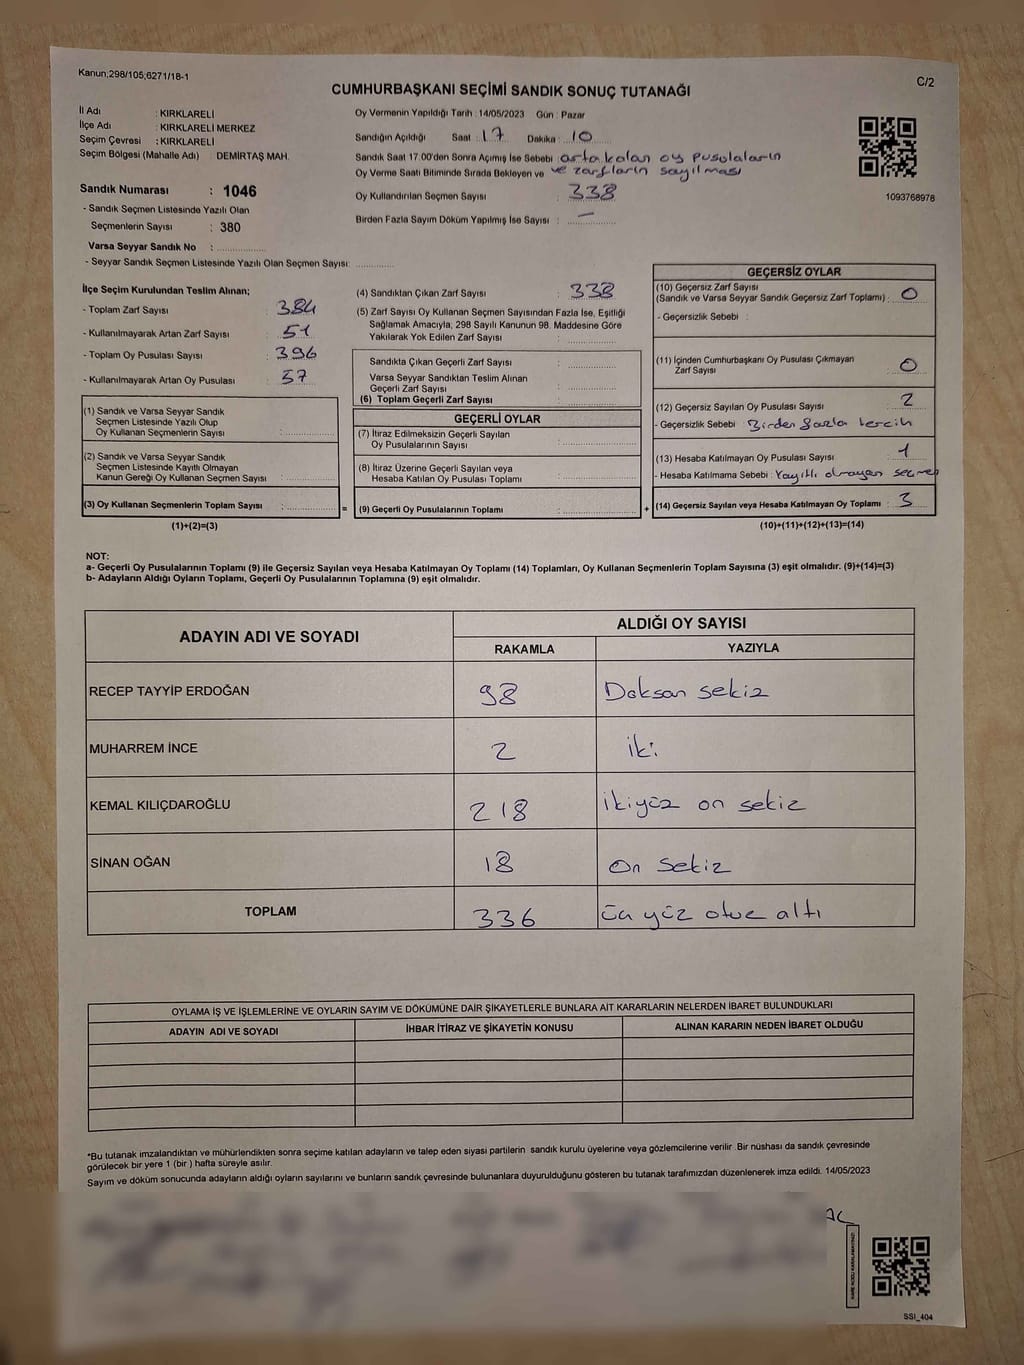 Kanun;298/105;6271/18-1
C/2
CUMHURBAŞKANI SEÇİMİ SANDIK SONUÇ TUTANAĞI
İl Adı : KIRKLARELİ
İlçe Adı : KIRKLARELİ MERKEZ
Seçim Çevresi : KIRKLARELİ
Seçim Bölgesi (Mahalle Adı) : DEMİRTAŞ MAH.
Sandık Numarası : 1046
- Sandık Seçmen Listesinde Yazılı Olan
Seçmenlerin Sayısı : 380
Varsa Seyyar Sandık No :
- Seyyar Sandık Seçmen Listesinde Yazılı Olan Seçmen Sayısı:
Oy Vermenin Yapıldığı Tarih : 14/05/2023 Gün : Pazar
Sandığın Açıldığı Saat : 17 Dakika : 10
Sandık Saat 17.00'den Sonra Açımış İse Sebebi : arta kalan oy pusulaların
Oy Verme Saati Bitiminde Sırada Bekleyen ve ve zarfların sayılması
Oy Kullandırılan Seçmen Sayısı : 338
Birden Fazla Sayım Döküm Yapılmış İse Sayısı : –
1093768978
İlçe Seçim Kurulundan Teslim Alınan;
- Toplam Zarf Sayısı : 384
- Kullanılmayarak Artan Zarf Sayısı : 51
- Toplam Oy Pusulası Sayısı : 396
- Kullanılmayarak Artan Oy Pusulası : 57
(4) Sandıktan Çıkan Zarf Sayısı : 338
(5) Zarf Sayısı Oy Kullanan Seçmen Sayısından Fazla İse, Eşitliği
Sağlamak Amacıyla, 298 Sayılı Kanunun 98. Maddesine Göre
Yakılarak Yok Edilen Zarf Sayısı :
Sandıkta Çıkan Geçerli Zarf Sayısı :
Varsa Seyyar Sandıktan Teslim Alınan
Geçerli Zarf Sayısı :
(6) Toplam Geçerli Zarf Sayısı :
GEÇERSİZ OYLAR
(10) Geçersiz Zarf Sayısı
(Sandık ve Varsa Seyyar Sandık Geçersiz Zarf Toplamı) : 0
- Geçersizlik Sebebi :
(11) İçinden Cumhurbaşkanı Oy Pusulası Çıkmayan
Zarf Sayısı : 0
(12) Geçersiz Sayılan Oy Pusulası Sayısı : 2
- Geçersizlik Sebebi : Birden fazla tercih
(13) Hesaba Katılmayan Oy Pusulası Sayısı : 1
- Hesaba Katılmama Sebebi : Kayıtlı olmayan seçmen
(14) Geçersiz Sayılan veya Hesaba Katılmayan Oy Toplamı : 3
(10)+(11)+(12)+(13)=(14)
(1) Sandık ve Varsa Seyyar Sandık
Seçmen Listesinde Yazılı Olup
Oy Kullanan Seçmenlerin Sayısı :
(2) Sandık ve Varsa Seyyar Sandık
Seçmen Listesinde Kayıtlı Olmayan
Kanun Gereği Oy Kullanan Seçmen Sayısı :
(3) Oy Kullanan Seçmenlerin Toplam Sayısı : =
(1)+(2)=(3)
GEÇERLİ OYLAR
(7) İtiraz Edilmeksizin Geçerli Sayılan
Oy Pusulalarının Sayısı :
(8) İtiraz Üzerine Geçerli Sayılan veya
Hesaba Katılan Oy Pusulası Toplamı :
(9) Geçerli Oy Pusulalarının Toplamı : +
NOT:
a- Geçerli Oy Pusulalarının Toplamı (9) ile Geçersiz Sayılan veya Hesaba Katılmayan Oy Toplamı (14) Toplamları, Oy Kullanan Seçmenlerin Toplam Sayısına (3) eşit olmalıdır. (9)+(14)=(3)
b- Adayların Aldığı Oyların Toplamı, Geçerli Oy Pusulalarının Toplamına (9) eşit olmalıdır.
ADAYIN ADI VE SOYADI
ALDIĞI OY SAYISI
RAKAMLA YAZIYLA
RECEP TAYYİP ERDOĞAN 98 Doksan sekiz
MUHARREM İNCE 2 iki
KEMAL KILIÇDAROĞLU 218 ikiyüz on sekiz
SİNAN OĞAN 18 on sekiz
TOPLAM 336 üç yüz otuz altı
OYLAMA İŞ VE İŞLEMLERİNE VE OYLARIN SAYIM VE DÖKÜMÜNE DAİR ŞİKAYETLERLE BUNLARA AİT KARARLARIN NELERDEN İBARET BULUNDUKLARI
ADAYIN ADI VE SOYADI İHBAR İTİRAZ VE ŞİKAYETİN KONUSU ALINAN KARARIN NEDEN İBARET OLDUĞU
*Bu tutanak imzalandıktan ve mühürlendikten sonra seçime katılan adayların ve talep eden siyasi partilerin sandık kurulu üyelerine veya gözlemcilerine verilir .Bir nüshası da sandık çevresinde
görülecek bir yere 1 (bir ) hafta süreyle asılır.
Sayım ve döküm sonucunda adayların aldığı oyların sayılarını ve bunların sandık çevresinde bulunanlara duyurulduğunu gösteren bu tutanak tarafımızdan düzenlenerek imza edildi. 14/05/2023
KARE KODU KARALAMAYINIZ!
SSI_404